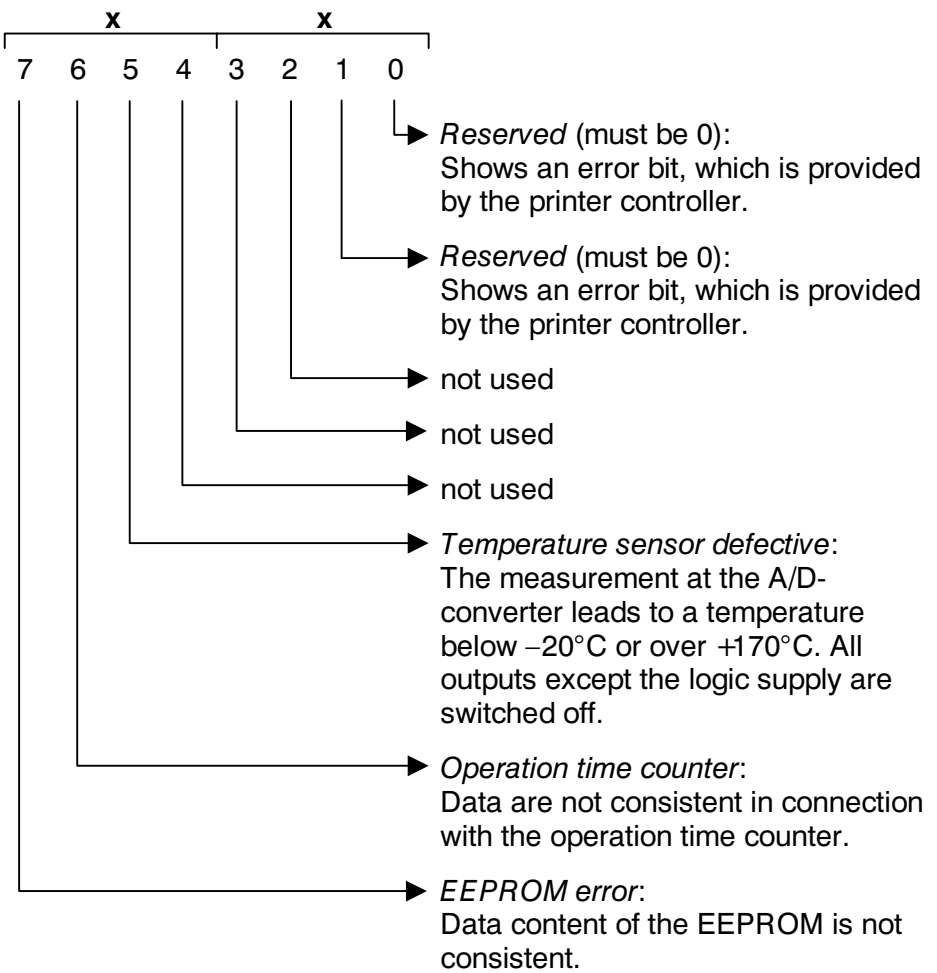 x x
7 6 5 4 3 2 1 0
Reserved (must be 0):
Shows an error bit, which is provided
by the printer controller.
Reserved (must be 0):
Shows an error bit, which is provided
by the printer controller.
not used
not used
not used
Temperature sensor defective:
The measurement at the A/D-
converter leads to a temperature
below −20°C or over +170°C. All
outputs except the logic supply are
switched off.
Operation time counter:
Data are not consistent in connection
with the operation time counter.
EEPROM error:
Data content of the EEPROM is not
consistent.